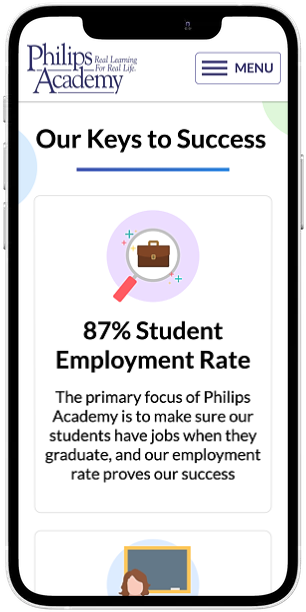 Philips Real Learning
For Real Life.
Academy
MENU
Our Keys to Success
87% Student
Employment Rate
The primary focus of Philips
Academy is to make sure our
students have jobs when they
graduate, and our employment
rate proves our success